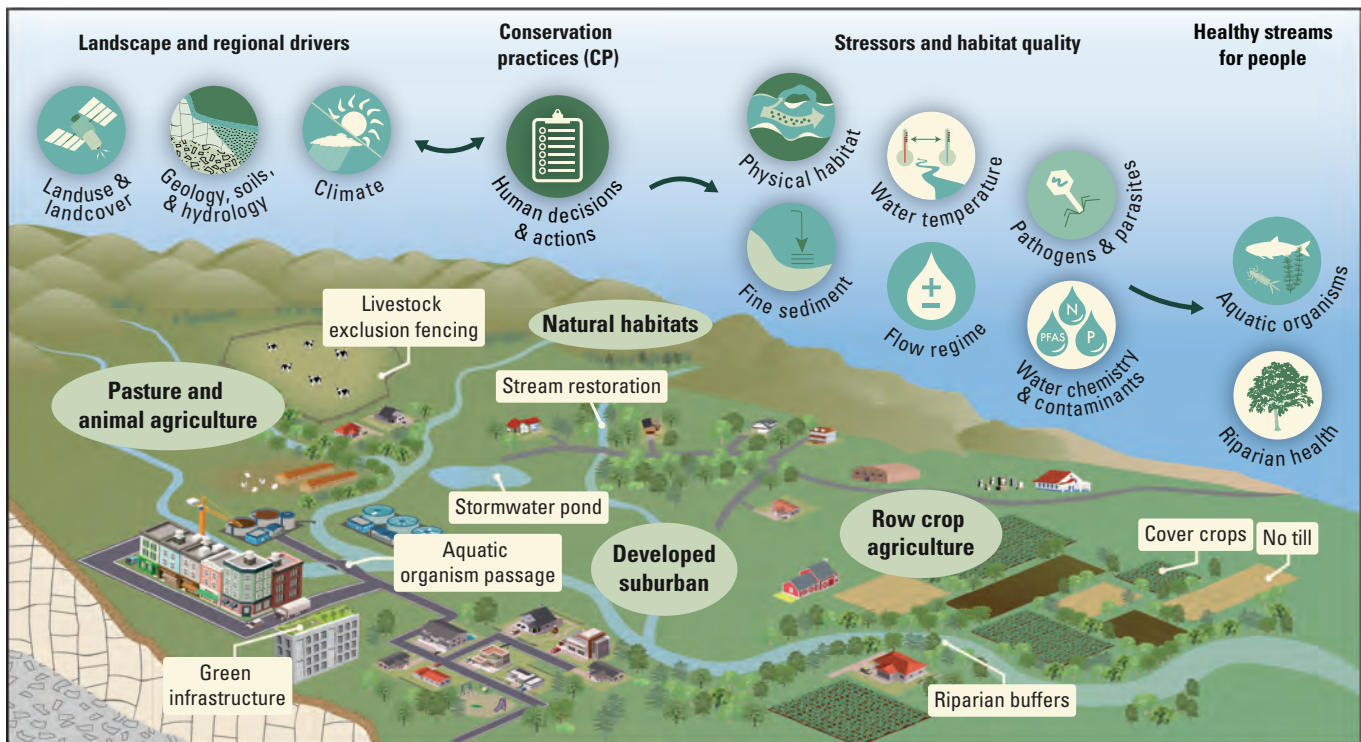 Landscape and regional drivers
Conservation
practices (CP)
Stressors and habitat quality
Healthy streams
for people
Landuse &
landcover
Geology, soils,
& hydrology
Climate
Human decisions
& actions
Physical habitat
Water temperature
Pathogens & parasites
Fine sediment
Flow regime
N
PFAS
P
Water chemistry
& contaminants
Aquatic organisms
Riparian health
Livestock
exclusion fencing
Natural habitats
Pasture and
animal agriculture
Stream restoration
Stormwater pond
Aquatic
organism passage
Developed
suburban
Row crop
agriculture
Cover crops
No till
Green
infrastructure
Riparian buffers